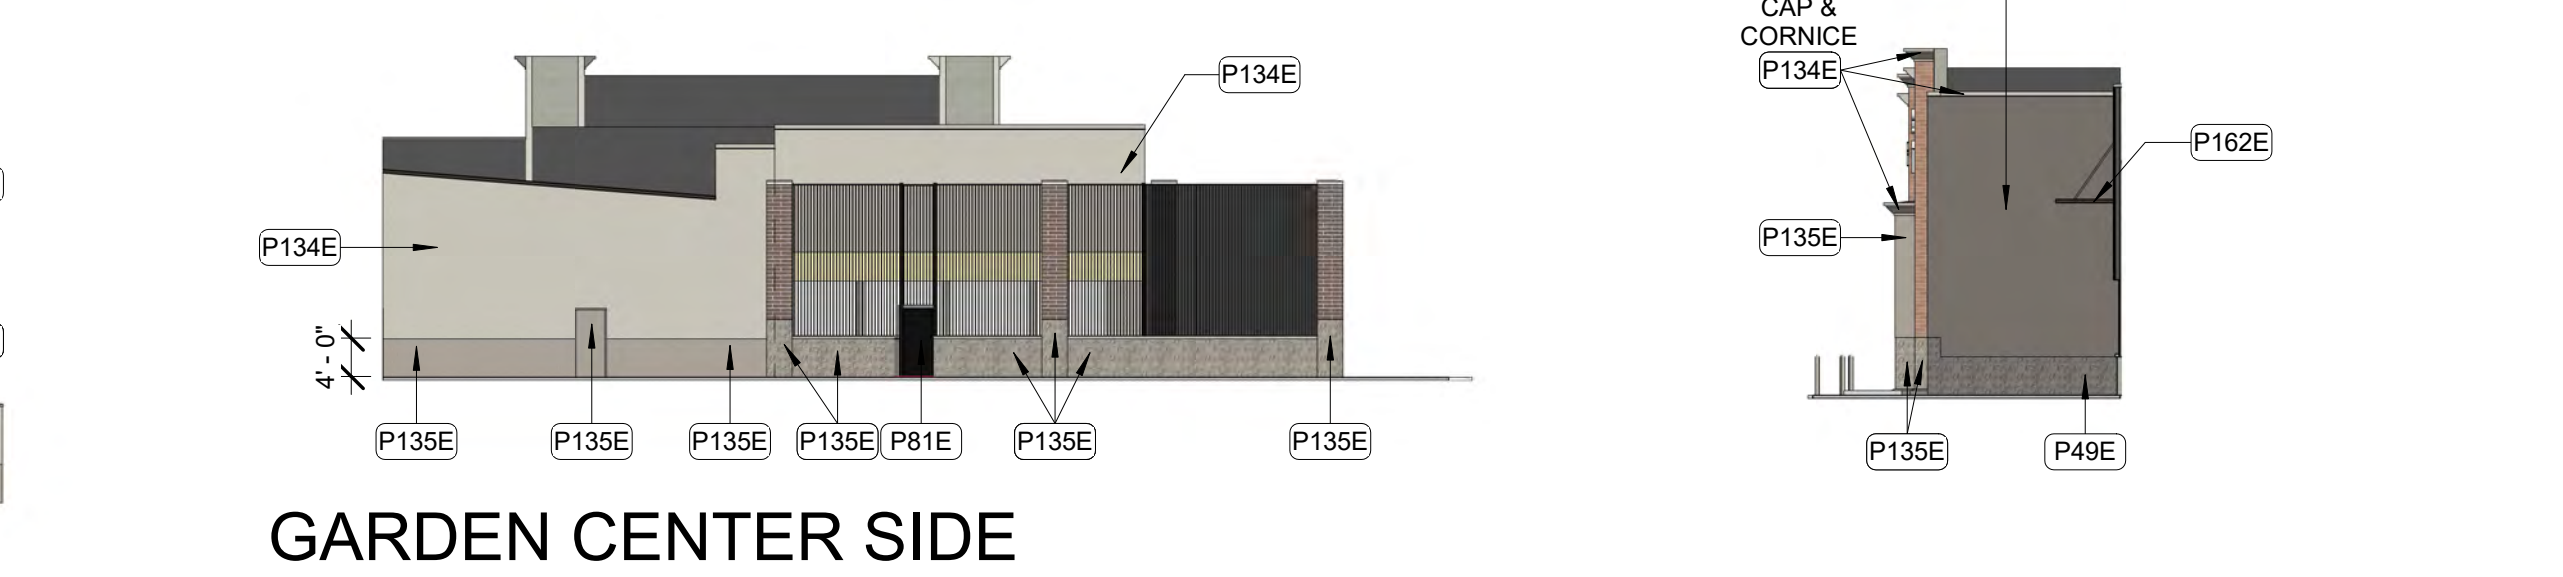 CAP &
CORNICE
P134E
P134E
P162E
P134E
P135E
4' - 0"
P135E
P135E
P135E
P135E
P81E
P135E
P135E
P135E
P49E
GARDEN CENTER SIDE